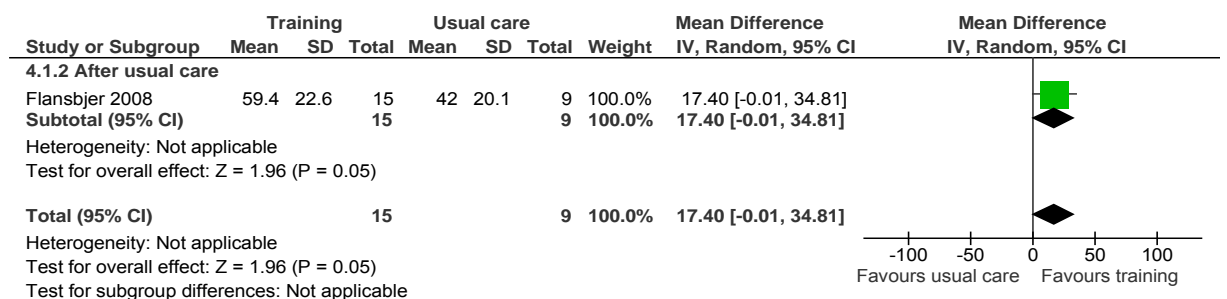 Training Usual care Mean Difference Mean Difference
Study or Subgroup Mean SD Total Mean SD Total Weight IV, Random, 95% CI IV, Random, 95% CI
4.1.2 After usual care
Flansbjer 2008 59.4 22.6 15 42 20.1 9 100.0% 17.40 [-0.01, 34.81]
Subtotal (95% CI) 15 9 100.0% 17.40 [-0.01, 34.81]
Heterogeneity: Not applicable
Test for overall effect: Z = 1.96 (P = 0.05)
Total (95% CI) 15 9 100.0% 17.40 [-0.01, 34.81]
Heterogeneity: Not applicable
Test for overall effect: Z = 1.96 (P = 0.05)
Test for subgroup differences: Not applicable
-100 -50 0 50 100
Favours usual care Favours training